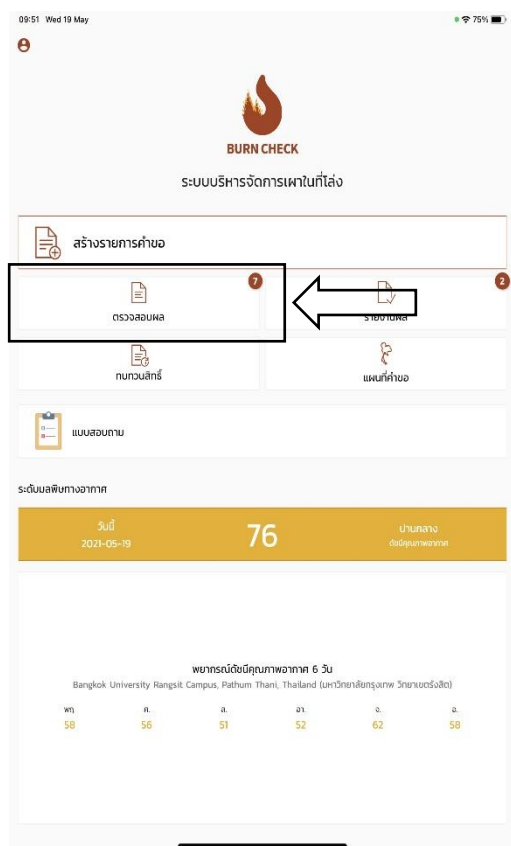 09:51 Wed 19 May
75%
BURN CHECK
ระบบบริหารจัดการเผาในที่โล่ง
สร้างรายการคำขอ
7
2
ตรวจสอบผล
รายงานผล
ทบทวนสิทธิ์
แผนที่คำขอ
แบบสอบถาม
ระดับมลพิษทางอากาศ
วันนี้
2021-05-19
76
ปานกลาง
ดัชนีคุณภาพอากาศ
พยากรณ์ดัชนีคุณภาพอากาศ 6 วัน
Bangkok University Rangsit Campus, Pathum Thani, Thailand (มหาวิทยาลัยกรุงเทพ วิทยาเขตรังสิต)
พฤ. ศ. ส. อา. จ. อ.
58 56 51 52 62 58